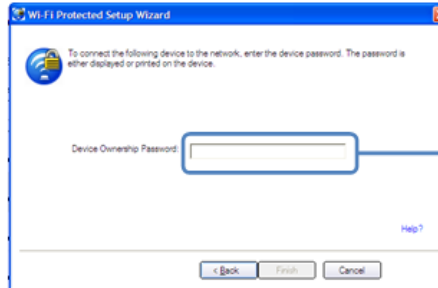 Wi-Fi Protected Setup Wizard
To connect the following device to the network, enter the device password. The password is
either displayed or printed on the device.
Device Ownership Password:
Help?
< Back
Finish
Cancel